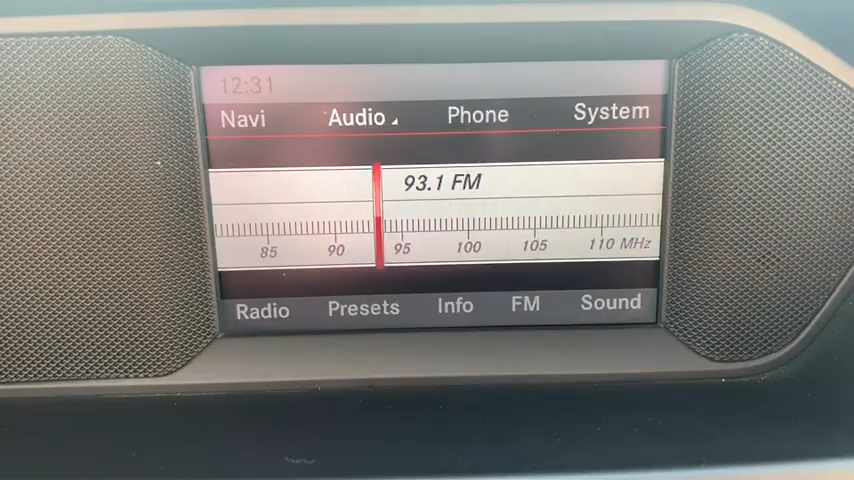 12:31
Navi Audio Phone System
93.1 FM
85 90 95 100 105 110 MHz
Radio Presets Info FM Sound